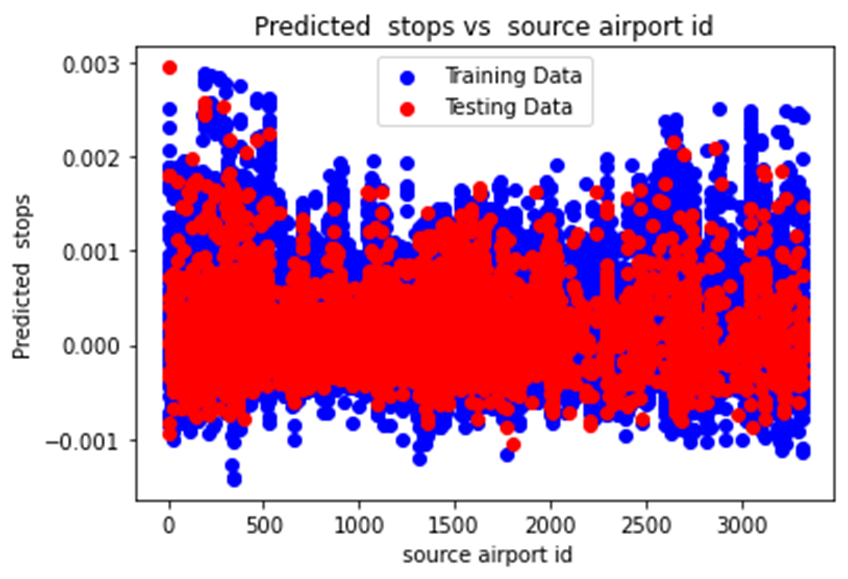 Predicted  stops vs  source airport id
Training Data
Testing Data
Predicted  stops
0.003
0.002
0.001
0.000
−0.001
0 500 1000 1500 2000 2500 3000
source airport id